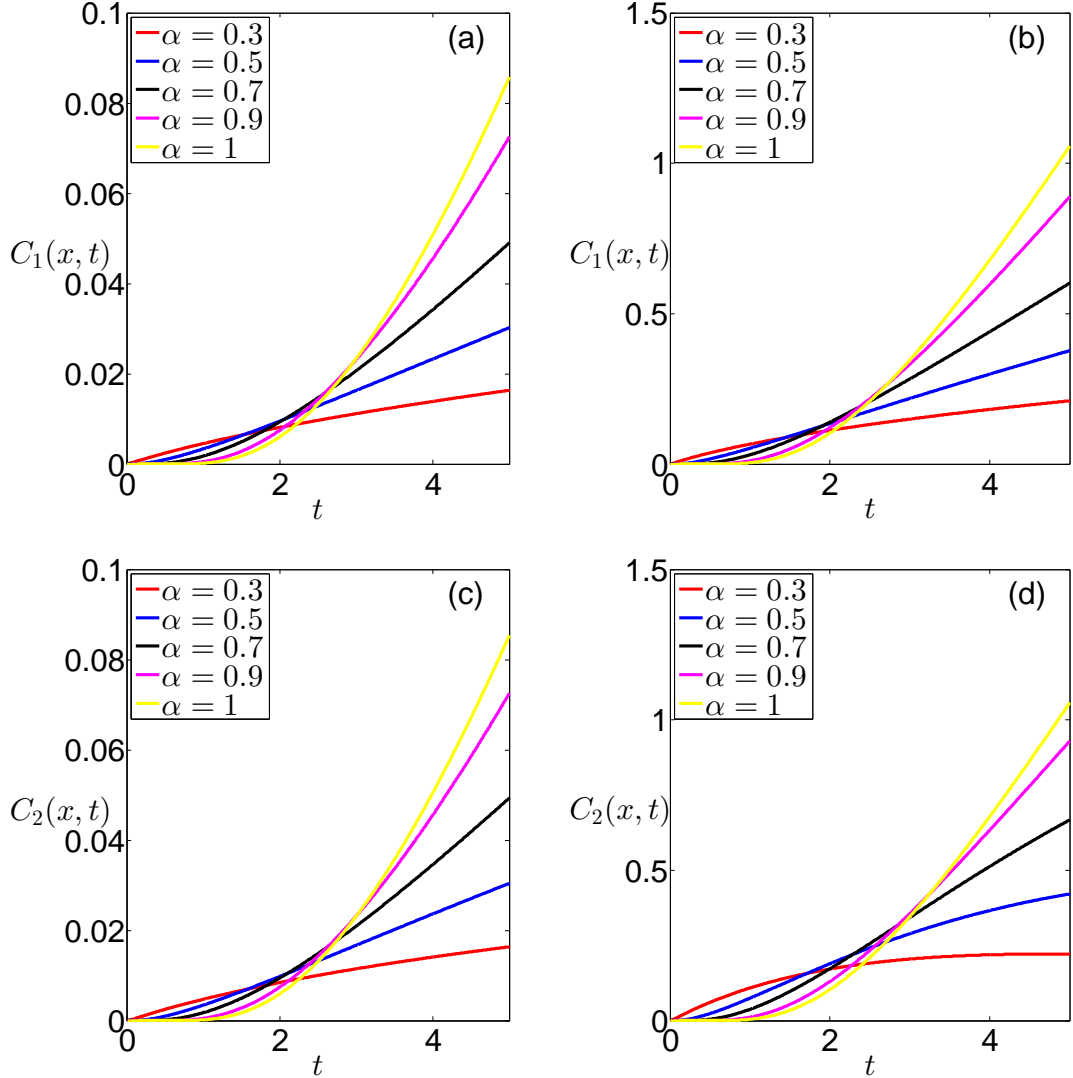 0.1
(a)
α = 0.3
α = 0.5
α = 0.7
α = 0.9
α = 1
0.08
0.06
C₁(x, t)
0.04
0.02
0
0 2 4
t
1.5
(b)
α = 0.3
α = 0.5
α = 0.7
α = 0.9
α = 1
1
C₁(x, t)
0.5
0
0 2 4
t
0.1
(c)
α = 0.3
α = 0.5
α = 0.7
α = 0.9
α = 1
0.08
0.06
C₂(x, t)
0.04
0.02
0
0 2 4
t
1.5
(d)
α = 0.3
α = 0.5
α = 0.7
α = 0.9
α = 1
1
C₂(x, t)
0.5
0
0 2 4
t